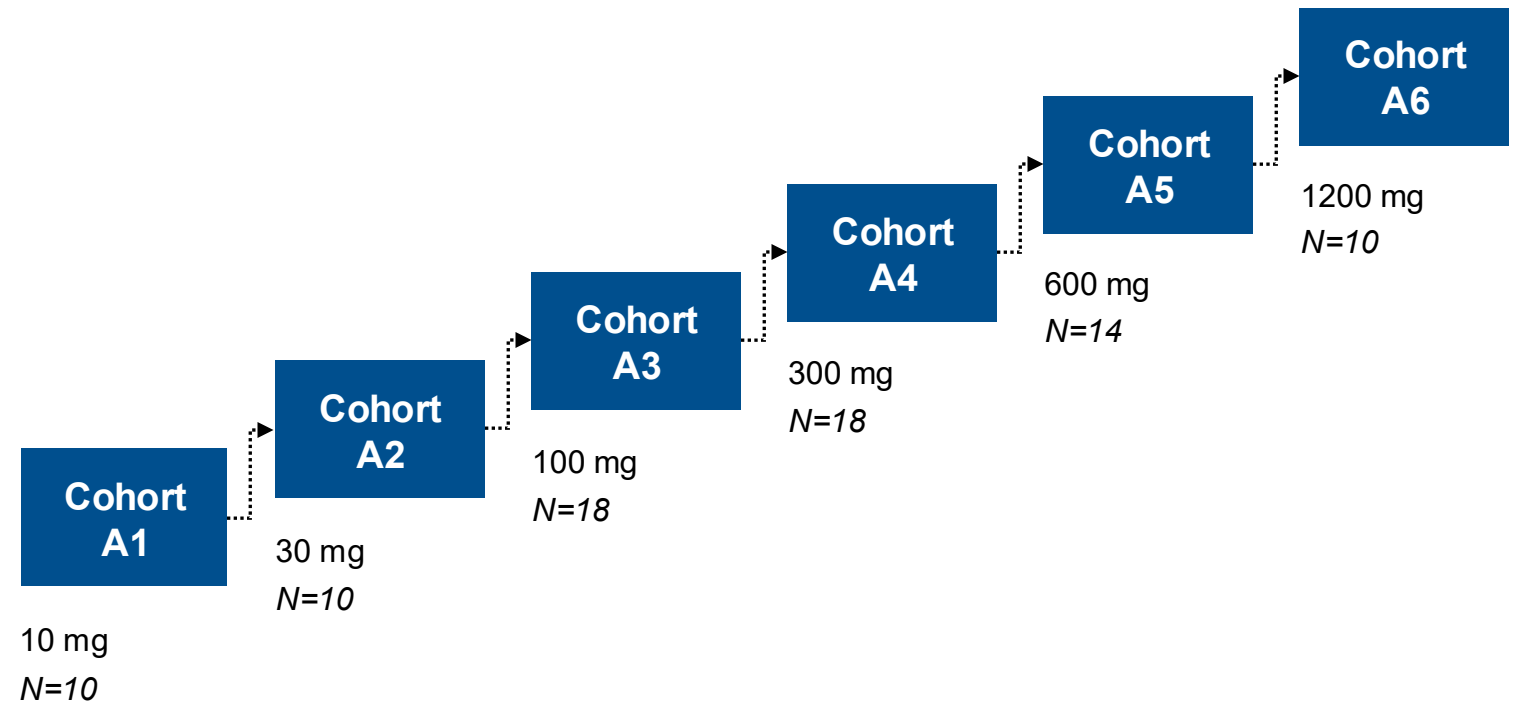 Cohort
A1
10 mg
N=10
Cohort
A2
30 mg
N=10
Cohort
A3
100 mg
N=18
Cohort
A4
300 mg
N=18
Cohort
A5
600 mg
N=14
Cohort
A6
1200 mg
N=10